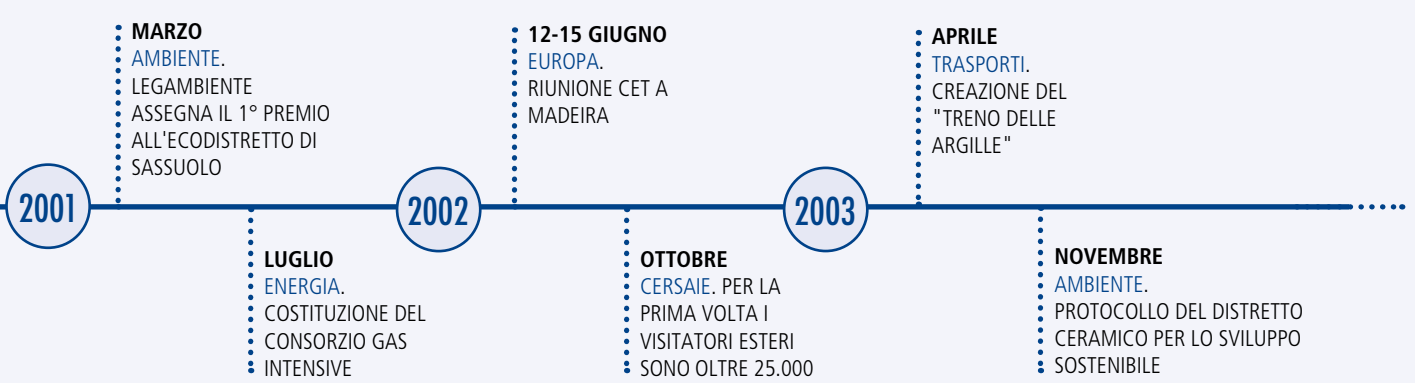 2001
MARZO
AMBIENTE.
LEGAMBIENTE
ASSEGNA IL 1° PREMIO
ALL'ECODISTRETTO DI
SASSUOLO
LUGLIO
ENERGIA.
COSTITUZIONE DEL
CONSORZIO GAS
INTENSIVE
2002
12-15 GIUGNO
EUROPA.
RIUNIONE CET A
MADEIRA
OTTOBRE
CERSAIE. PER LA
PRIMA VOLTA I
VISITATORI ESTERI
SONO OLTRE 25.000
2003
APRILE
TRASPORTI.
CREAZIONE DEL
"TRENO DELLE
ARGILLE"
NOVEMBRE
AMBIENTE.
PROTOCOLLO DEL DISTRETTO
CERAMICO PER LO SVILUPPO
SOSTENIBILE